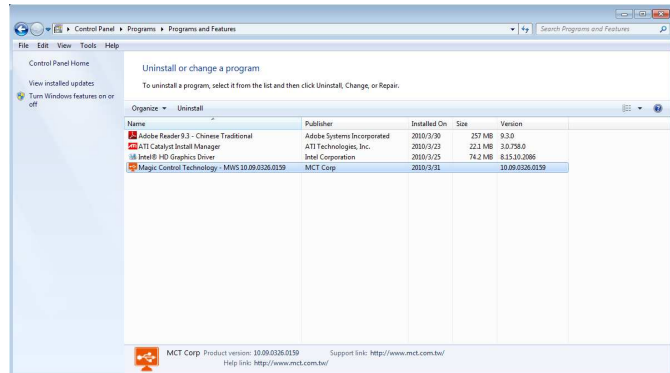 Control Panel ▸ Programs ▸ Programs and Features
Search Programs and Features
File Edit View Tools Help
Control Panel Home
View installed updates
Turn Windows features on or off
Uninstall or change a program
To uninstall a program, select it from the list and then click Uninstall, Change, or Repair.
Organize Uninstall
Name Publisher Installed On Size Version
Adobe Reader 9.3 - Chinese Traditional Adobe Systems Incorporated 2010/3/30 257 MB 9.3.0
ATI Catalyst Install Manager ATI Technologies, Inc. 2010/3/23 22.1 MB 3.0.758.0
Intel® HD Graphics Driver Intel Corporation 2010/3/25 74.2 MB 8.15.10.2086
Magic Control Technology - MWS 10.09.0326.0159 MCT Corp 2010/3/31 10.09.0326.0159
MCT Corp Product version: 10.09.0326.0159 Support link: http://www.mct.com.tw/
Help link: http://www.mct.com.tw/